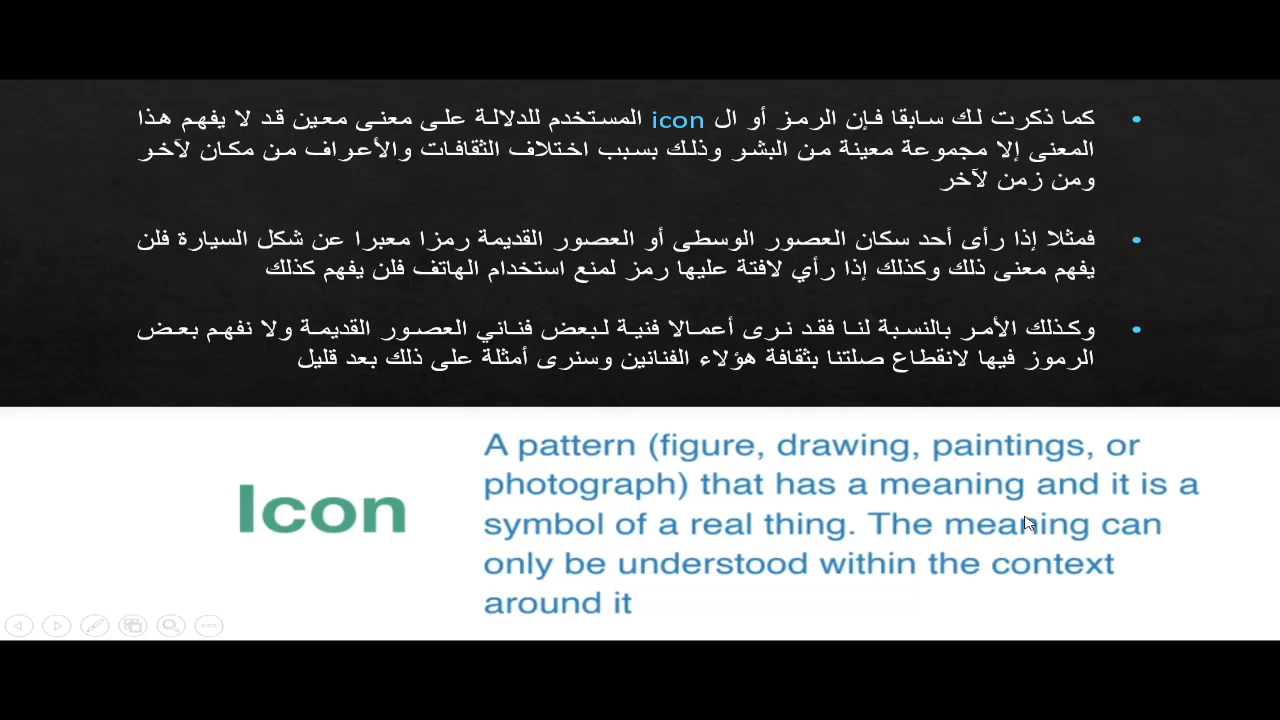 كما ذكرت لك سابقا فإن الرمز أو ال icon المستخدم للدلالة على معنى معين قد لا يفهم هذا
المعنى إلا مجموعة معينة من البشر وذلك بسبب اختلاف الثقافات والأعراف من مكان لآخر
ومن زمن لآخر
فمثلا إذا رأى أحد سكان العصور الوسطى أو العصور القديمة رمزا معبرا عن شكل السيارة فلن
يفهم معنى ذلك وكذلك إذا رأي لافتة عليها رمز لمنع استخدام الهاتف فلن يفهم كذلك
وكذلك الأمر بالنسبة لنا فقد نرى أعمالا فنية لبعض فناني العصور القديمة ولا نفهم بعض
الرموز فيها لانقطاع صلتنا بثقافة هؤلاء الفنانين وسنرى أمثلة على ذلك بعد قليل
Icon
A pattern (figure, drawing, paintings, or
photograph) that has a meaning and it is a
symbol of a real thing. The meaning can
only be understood within the context
around it